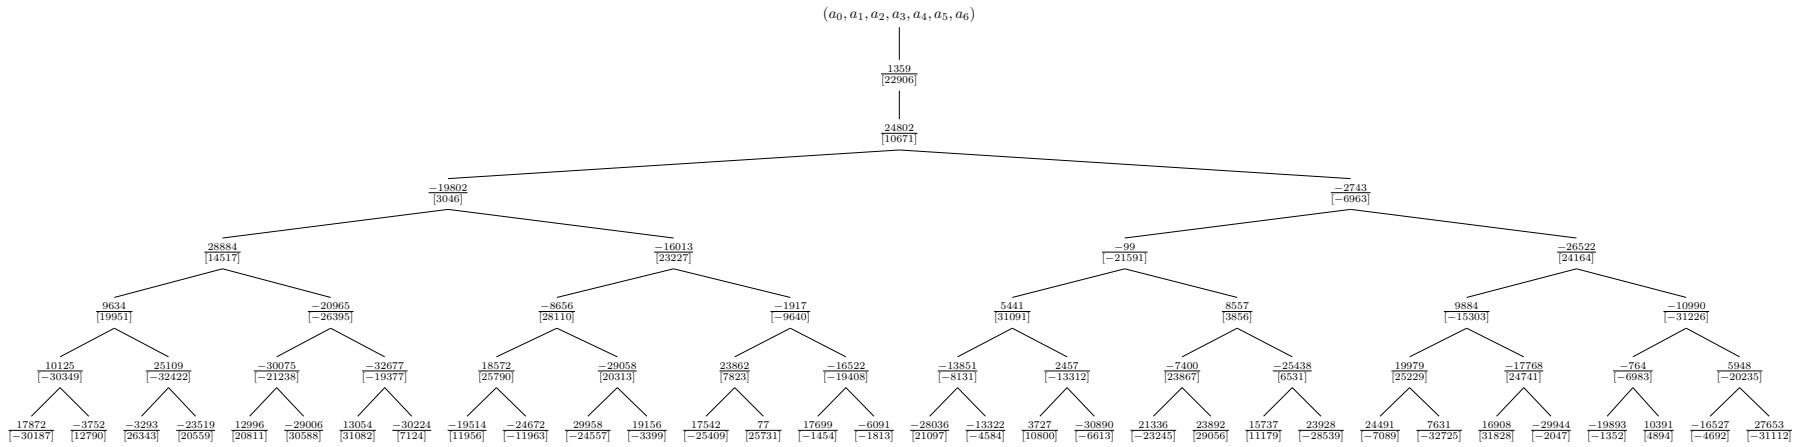 (a₀, a₁, a₂, a₃, a₄, a₅, a₆)
1359
[22906]
24802
[10671]
−19802 −2743
[3046] [−6963]
28884 −16013 −99 −26522
[14517] [23227] [−21591] [24164]
9634 −20965 −8656 −1917 5441 8557 9884 −10990
[19951] [−26395] [28110] [−9640] [31091] [3856] [−15303] [−31226]
10125 25109 −30075 −32677 18572 −29058 23862 −16522 −13851 2457 −7400 −25438 19979 −17768 −764 5948
[−30349] [−32422] [−21238] [−19377] [25790] [20313] [7823] [−19408] [−8131] [−13312] [23867] [6531] [25229] [24741] [−6983] [−20235]
17872 −3752 −3293 −23519 12996 −29006 13054 −30224 −19514 −24672 29958 19156 17542 77 17699 −6091 −28036 −13322 3727 −30890 21336 23892 15737 23928 24491 7631 16908 −29944 −19893 10391 −16527 27653
[−30187] [12790] [26343] [20559] [20811] [30588] [31082] [7124] [11956] [−11963] [−24557] [−3399] [−25409] [25731] [−1454] [−1813] [21097] [−4584] [10800] [−6613] [−23245] [29056] [11179] [−28539] [−7089] [−32725] [31828] [−2047] [−1352] [4894] [−4692] [−31112]